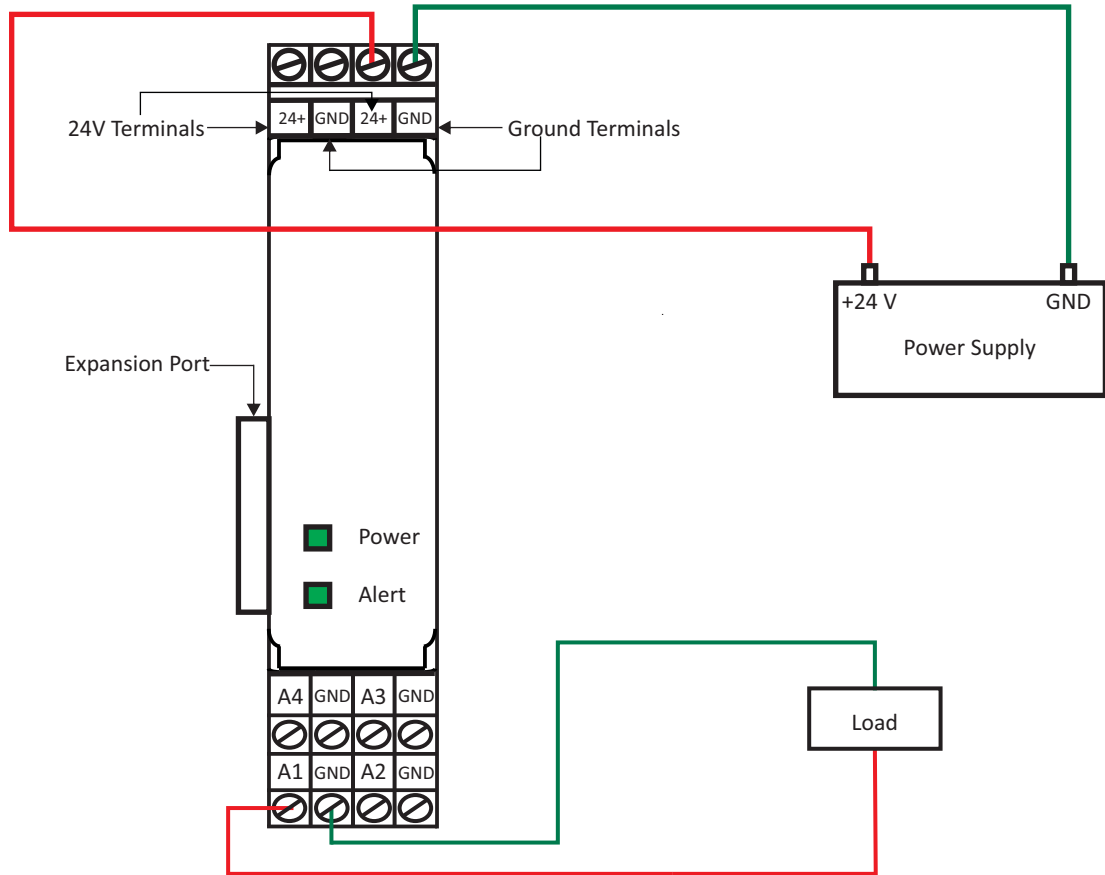 24+ GND 24+ GND
24V Terminals
Ground Terminals
+24 V
GND
Power Supply
Expansion Port
Power
Alert
A4 GND A3 GND
Load
A1 GND A2 GND